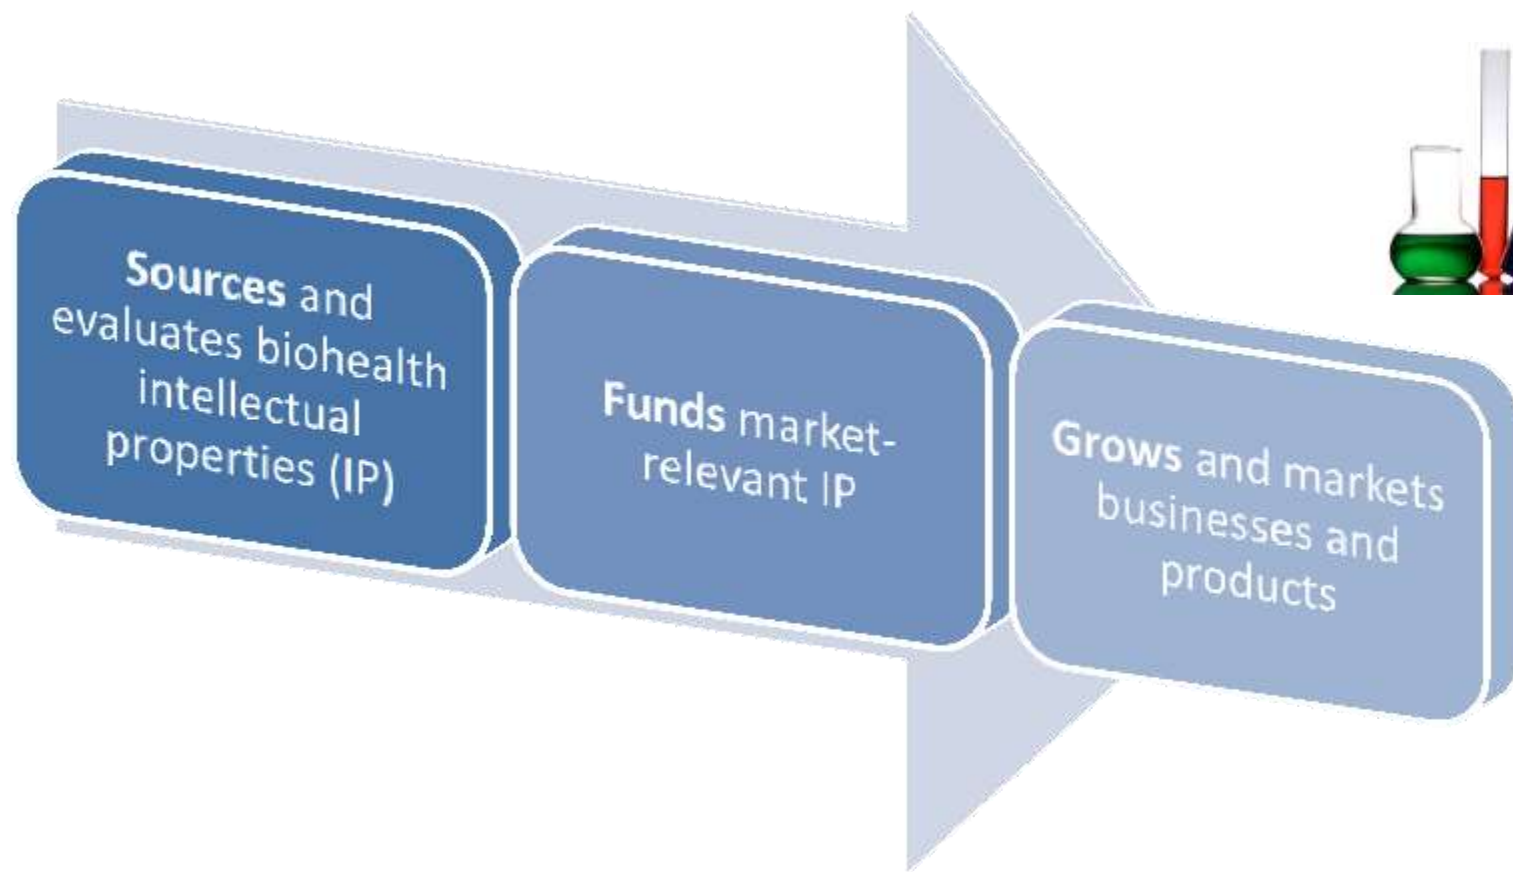 Sources and
evaluates biohealth
intellectual
properties (IP)
Funds market-
relevant IP
Grows and markets
businesses and
products